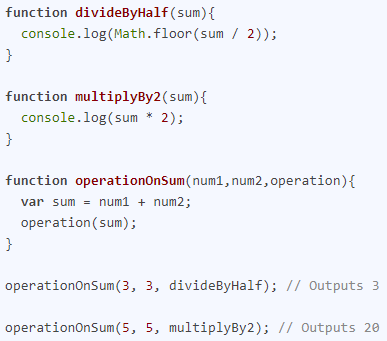 function divideByHalf(sum){
  console.log(Math.floor(sum / 2));
}

function multiplyBy2(sum){
  console.log(sum * 2);
}

function operationOnSum(num1,num2,operation){
  var sum = num1 + num2;
  operation(sum);
}

operationOnSum(3, 3, divideByHalf); // Outputs 3

operationOnSum(5, 5, multiplyBy2); // Outputs 20